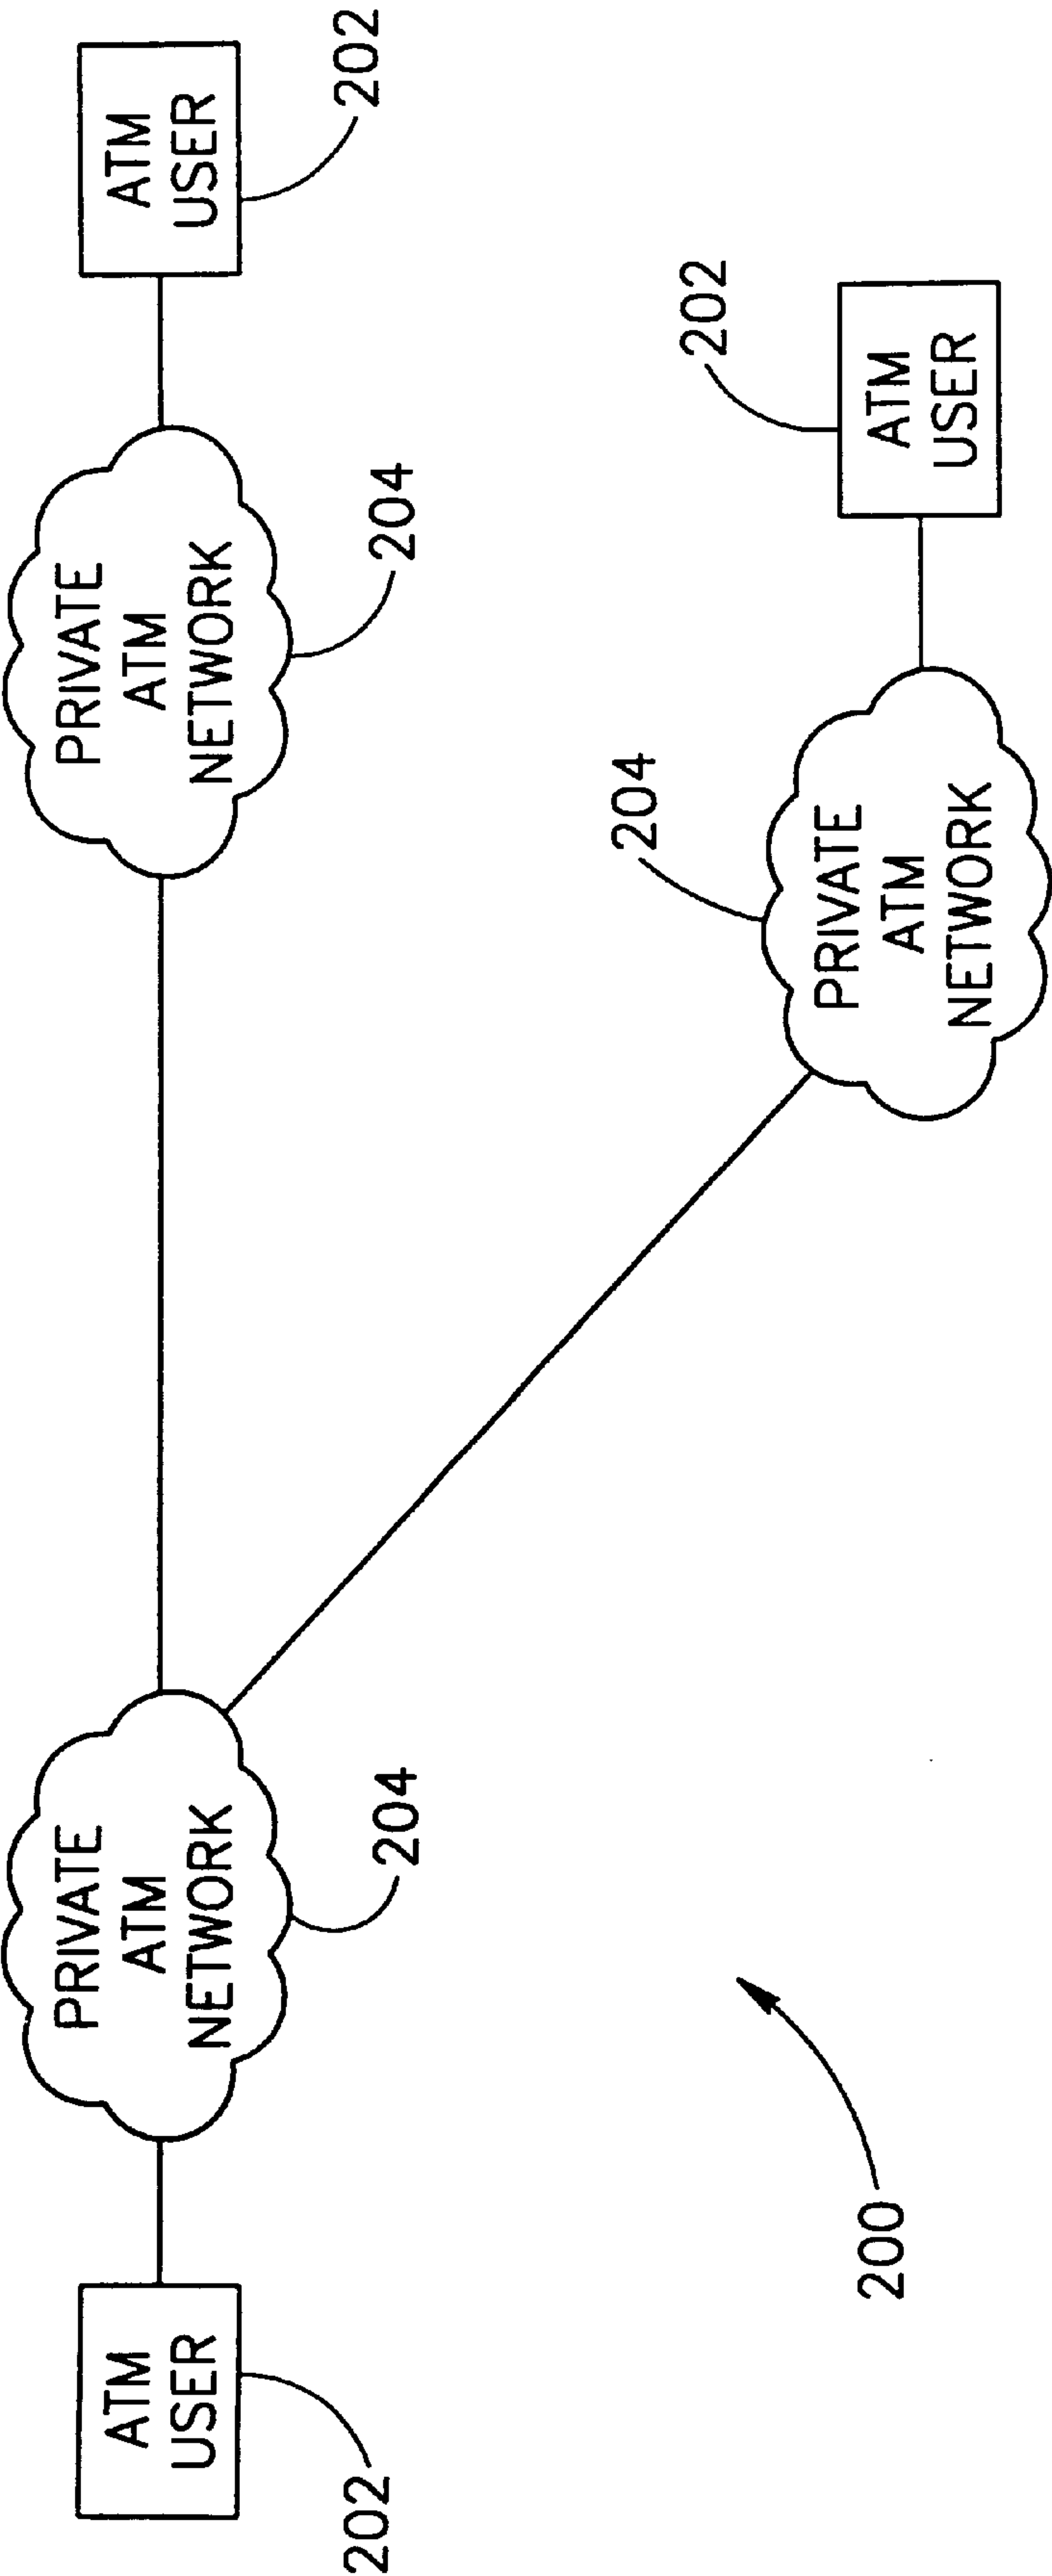 ATM
USER
202
PRIVATE
ATM
NETWORK
204
PRIVATE
ATM
NETWORK
204
ATM
USER
202
200
PRIVATE
ATM
NETWORK
204
ATM
USER
202